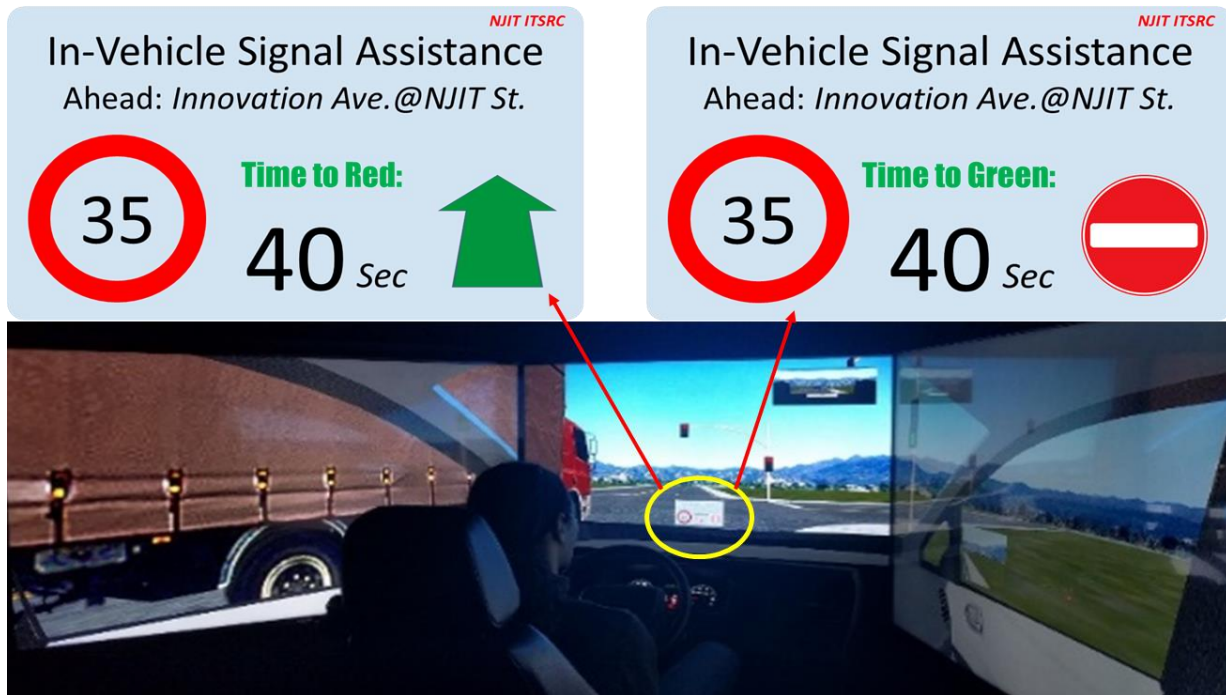 NJIT ITSRC
In-Vehicle Signal Assistance
Ahead: Innovation Ave.@NJIT St.
35
Time to Red:
40 Sec
NJIT ITSRC
In-Vehicle Signal Assistance
Ahead: Innovation Ave.@NJIT St.
35
Time to Green:
40 Sec